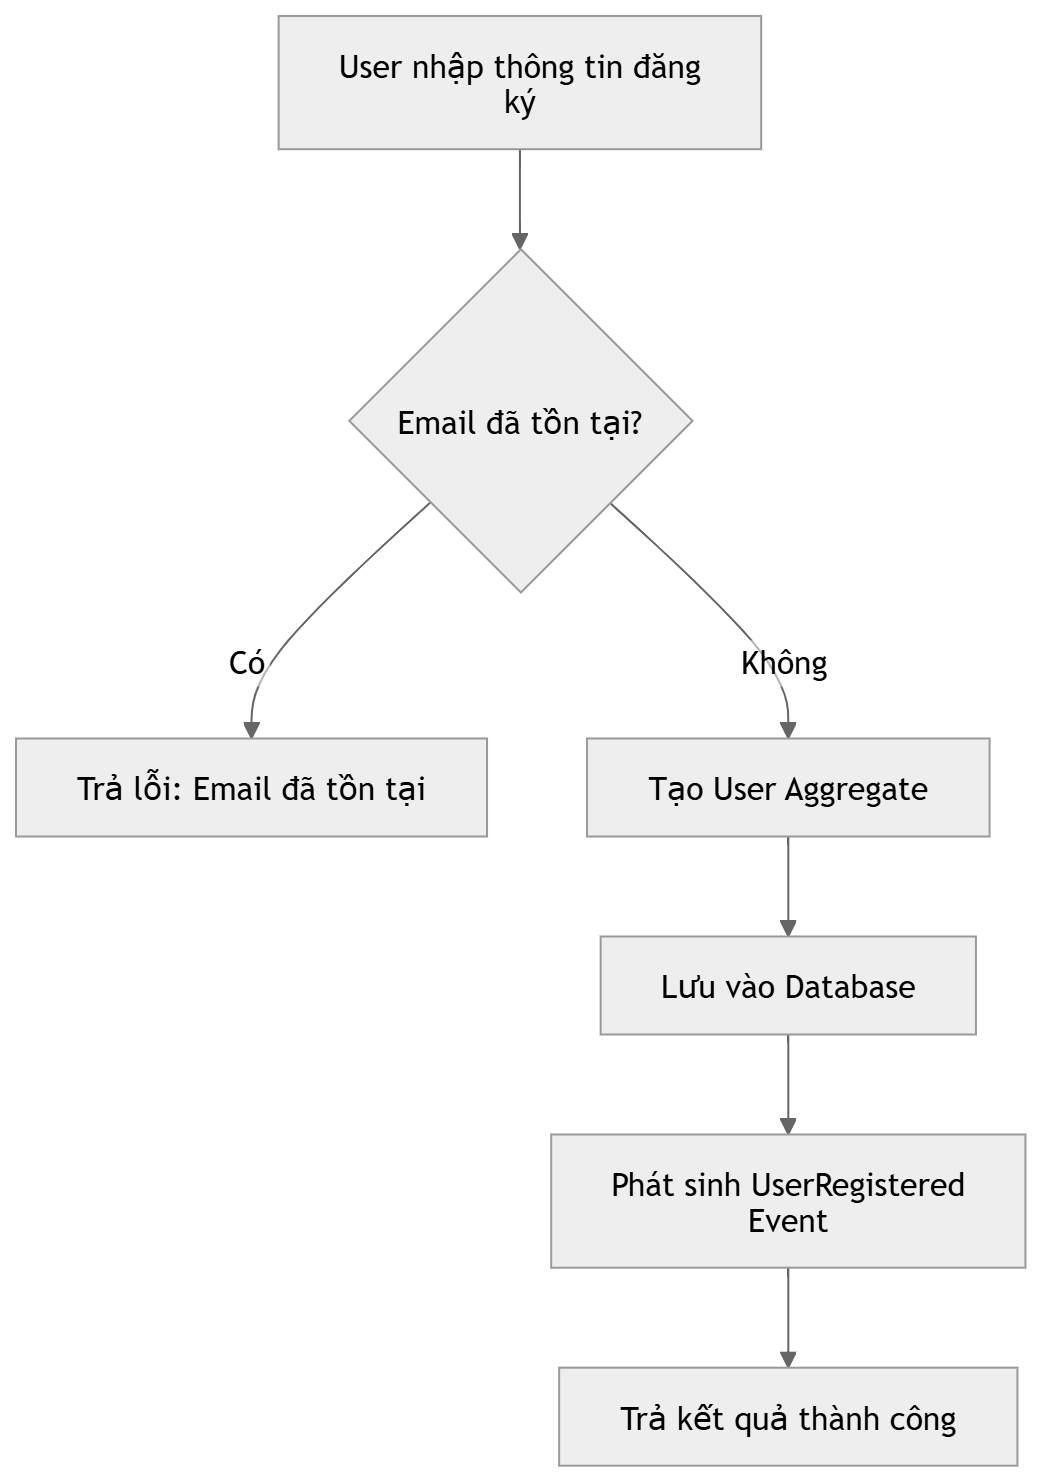 User nhập thông tin đăng
ký
Email đã tồn tại?
Có
Không
Trả lỗi: Email đã tồn tại
Tạo User Aggregate
Lưu vào Database
Phát sinh UserRegistered
Event
Trả kết quả thành công